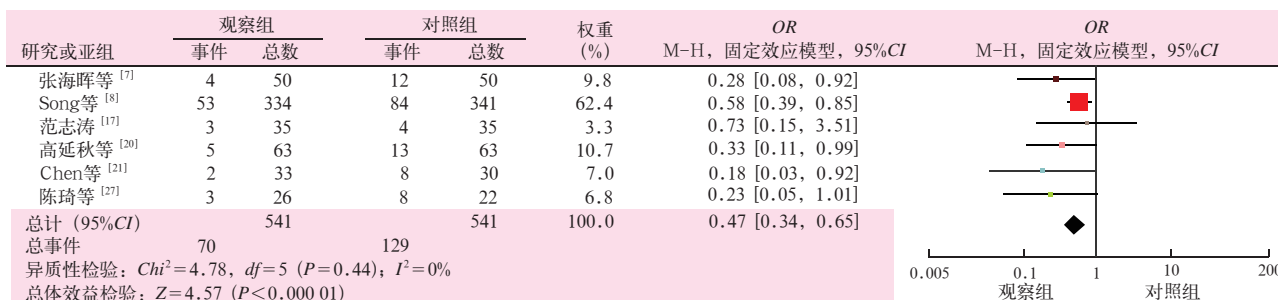 观察组 对照组 权重 OR OR
研究或亚组 事件 总数 事件 总数 (%) M-H，固定效应模型，95%CI M-H，固定效应模型，95%CI
张海晖等 [7] 4 50 12 50 9.8 0.28 [0.08, 0.92]
Song等 [8] 53 334 84 341 62.4 0.58 [0.39, 0.85]
范志涛 [17] 3 35 4 35 3.3 0.73 [0.15, 3.51]
高延秋等 [20] 5 63 13 63 10.7 0.33 [0.11, 0.99]
Chen等 [21] 2 33 8 30 7.0 0.18 [0.03, 0.92]
陈琦等 [27] 3 26 8 22 6.8 0.23 [0.05, 1.01]
总计 (95%CI) 541 541 100.0 0.47 [0.34, 0.65]
总事件 70 129
异质性检验：Chi²=4.78, df=5 (P=0.44); I²=0%
总体效益检验：Z=4.57 (P<0.000 01)
0.005 0.1 1 10 200
观察组 对照组